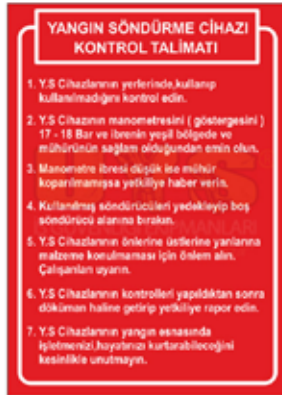 YANGIN SÖNDÜRME CİHAZI
KONTROL TALİMATI
1. Y.S Cihazlarının yerlerinde,kullanıp
kullanılmadığını kontrol edin.
2. Y.S Cihazının manometresini ( göstergesini )
17 - 18 Bar ve ibrenin yeşil bölgede ve
mühürünün sağlam olduğundan emin olun.
3. Manometre ibresi düşük ise mühür
koparılmamışsa yetkiliye haber verin.
4. Kullanılmış söndürücüleri yedekleyip boş
söndürücü alanına bırakın.
5. Y.S Cihazlarının önlerine üstlerine yanlarına
malzeme konulmaması için önlem alın.
Çalışanları uyarın.
6. Y.S Cihazlarının kontrolleri yapıldıktan sonra
döküman haline getirip yetkiliye rapor edin.
7. Y.S Cihazlarının yangın esnasında
işletmenizi,hayatınızı kurtarabileceğini
kesinlikle unutmayın.